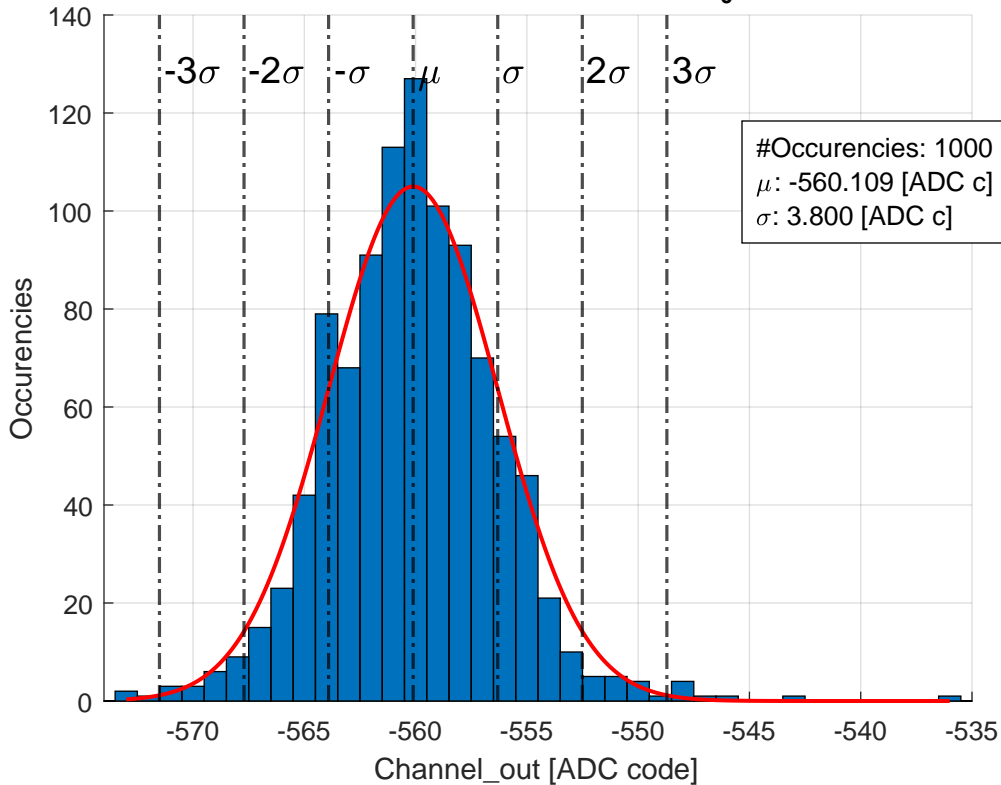 140
120
100
80
60
40
20
0
-3σ
-2σ
-σ
μ
σ
2σ
3σ
#Occurencies: 1000
μ: -560.109 [ADC c]
σ: 3.800 [ADC c]
Occurencies
-570
-565
-560
-555
-550
-545
-540
-535
Channel_out [ADC code]